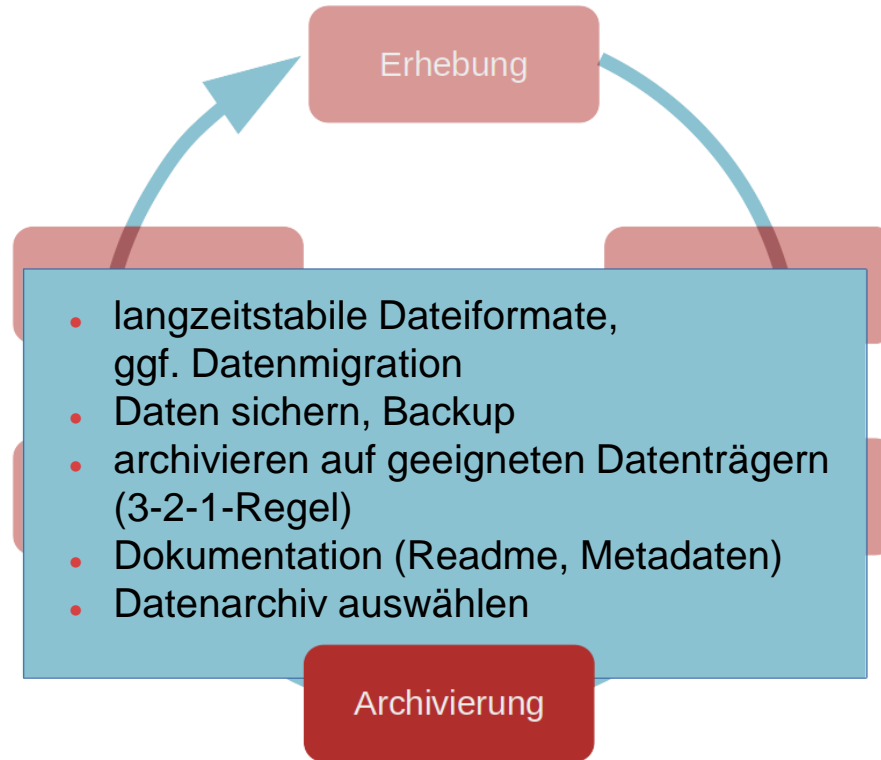 Erhebung
langzeitstabile Dateiformate,
ggf. Datenmigration
Daten sichern, Backup
archivieren auf geeigneten Datenträgern
(3-2-1-Regel)
Dokumentation (Readme, Metadaten)
Datenarchiv auswählen
Archivierung